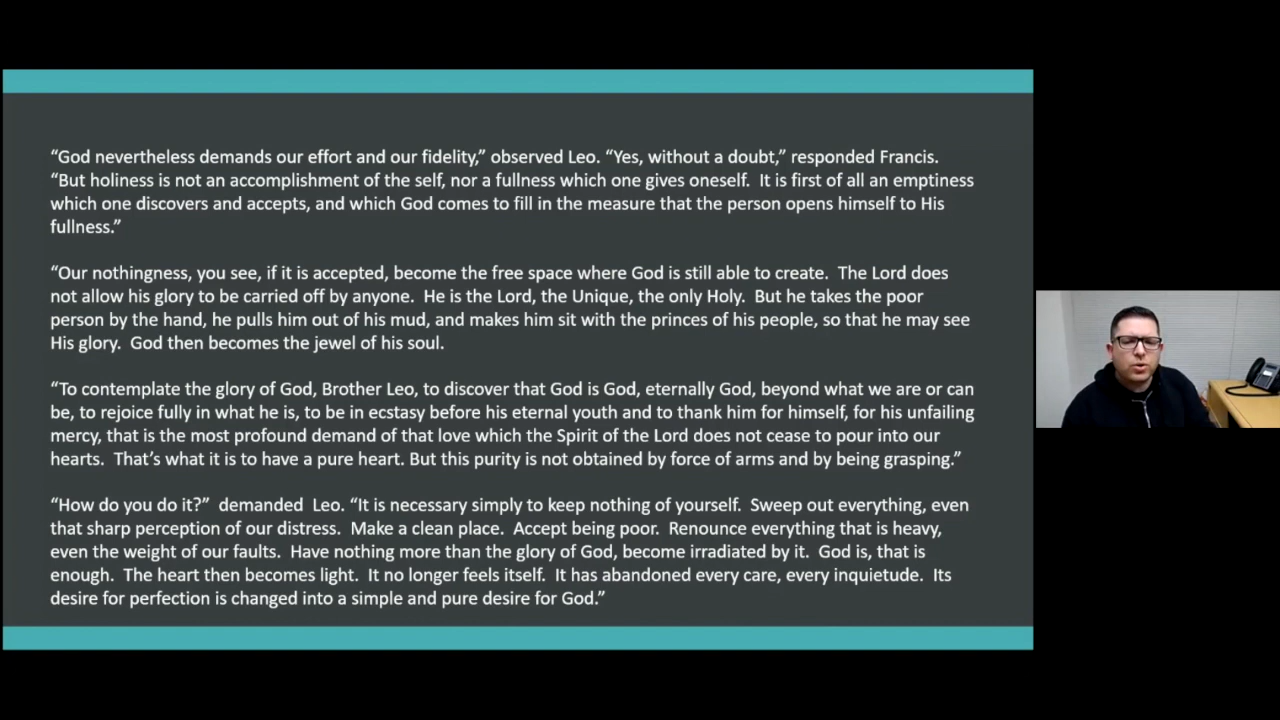 “God nevertheless demands our effort and our fidelity,” observed Leo. “Yes, without a doubt,” responded Francis.
“But holiness is not an accomplishment of the self, nor a fullness which one gives oneself.  It is first of all an emptiness
which one discovers and accepts, and which God comes to fill in the measure that the person opens himself to His
fullness.”
“Our nothingness, you see, if it is accepted, become the free space where God is still able to create.  The Lord does
not allow his glory to be carried off by anyone.  He is the Lord, the Unique, the only Holy.  But he takes the poor
person by the hand, he pulls him out of his mud, and makes him sit with the princes of his people, so that he may see
His glory.  God then becomes the jewel of his soul.
“To contemplate the glory of God, Brother Leo, to discover that God is God, eternally God, beyond what we are or can
be, to rejoice fully in what he is, to be in ecstasy before his eternal youth and to thank him for himself, for his unfailing
mercy, that is the most profound demand of that love which the Spirit of the Lord does not cease to pour into our
hearts.  That’s what it is to have a pure heart. But this purity is not obtained by force of arms and by being grasping.”
“How do you do it?”  demanded  Leo. “It is necessary simply to keep nothing of yourself.  Sweep out everything, even
that sharp perception of our distress.  Make a clean place.  Accept being poor.  Renounce everything that is heavy,
even the weight of our faults.  Have nothing more than the glory of God, become irradiated by it.  God is, that is
enough.  The heart then becomes light.  It no longer feels itself.  It has abandoned every care, every inquietude.  Its
desire for perfection is changed into a simple and pure desire for God.”